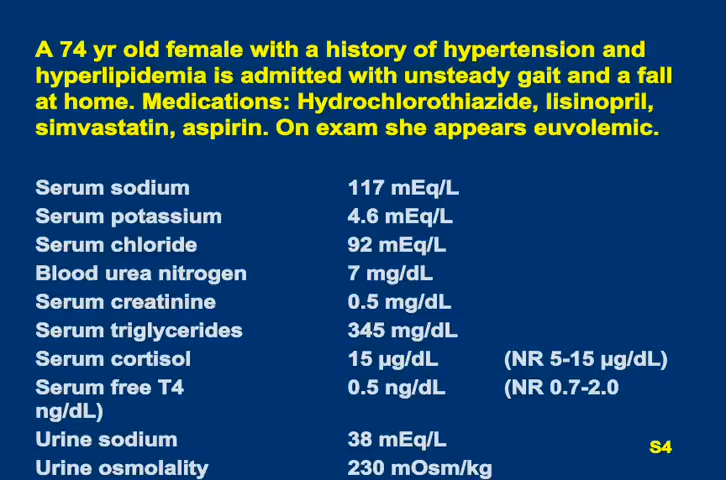 A 74 yr old female with a history of hypertension and
hyperlipidemia is admitted with unsteady gait and a fall
at home. Medications: Hydrochlorothiazide, lisinopril,
simvastatin, aspirin. On exam she appears euvolemic.
Serum sodium 117 mEq/L
Serum potassium 4.6 mEq/L
Serum chloride 92 mEq/L
Blood urea nitrogen 7 mg/dL
Serum creatinine 0.5 mg/dL
Serum triglycerides 345 mg/dL
Serum cortisol 15 µg/dL (NR 5-15 µg/dL)
Serum free T4 0.5 ng/dL (NR 0.7-2.0
ng/dL)
Urine sodium 38 mEq/L
S4
Urine osmolality 230 mOsm/kg